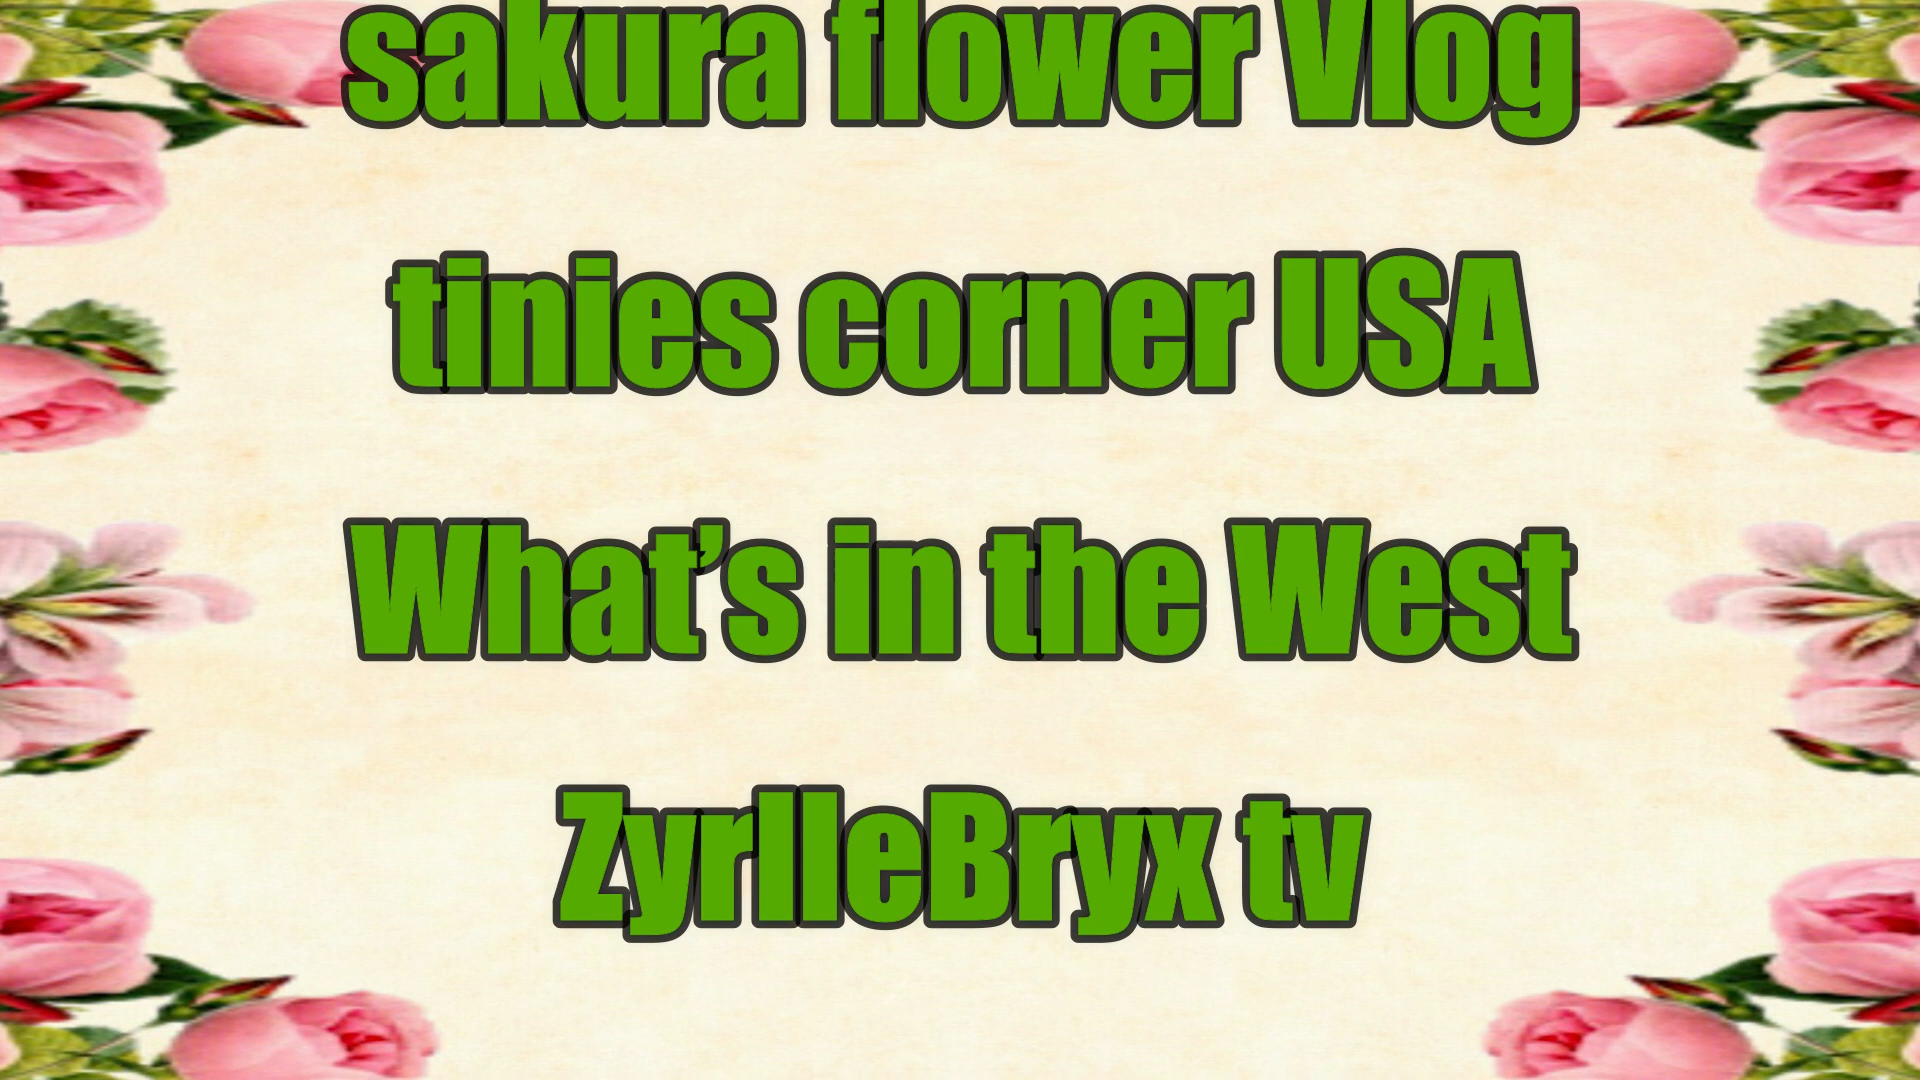 sakura flower Vlog
tinies corner USA
What’s in the West
ZyrlleBryx tv